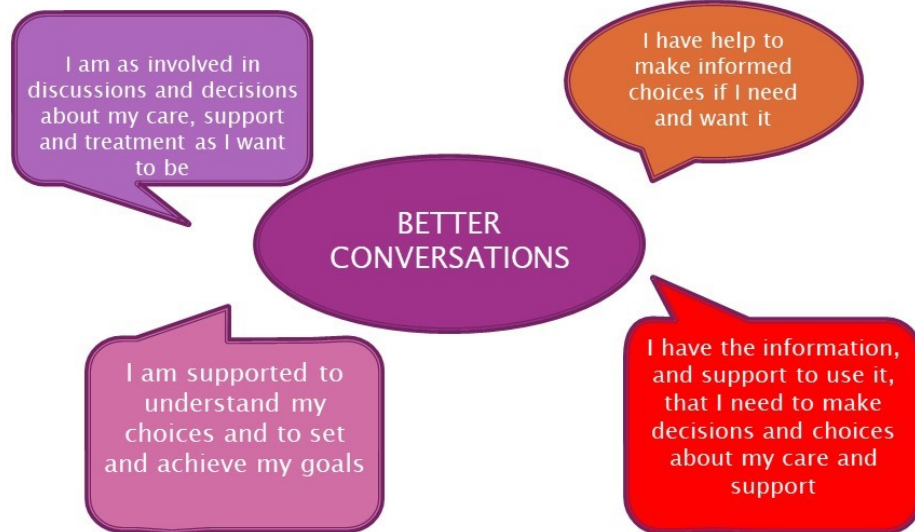 I am as involved in
discussions and decisions
about my care, support
and treatment as I want
to be
I have help to
make informed
choices if I need
and want it
BETTER
CONVERSATIONS
I am supported to
understand my
choices and to set
and achieve my goals
I have the information,
and support to use it,
that I need to make
decisions and choices
about my care and
support